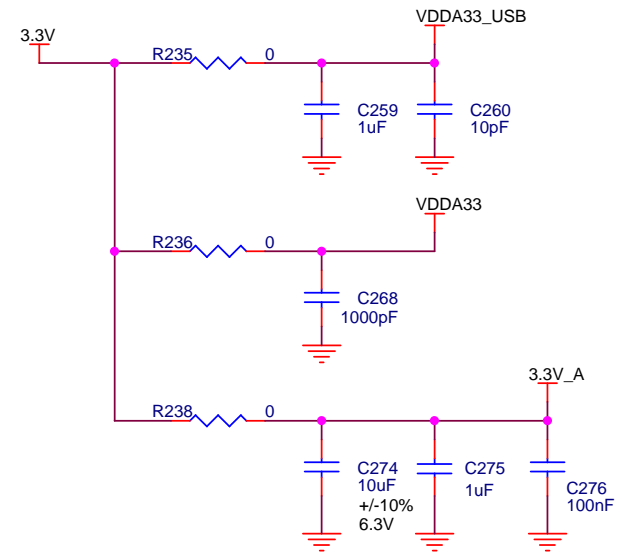 VDDA33_USB
3.3V
R235 0
C259
1uF
C260
10pF
VDDA33
R236 0
C268
1000pF
3.3V_A
R238 0
C274
10uF
+/-10%
6.3V
C275
1uF
C276
100nF